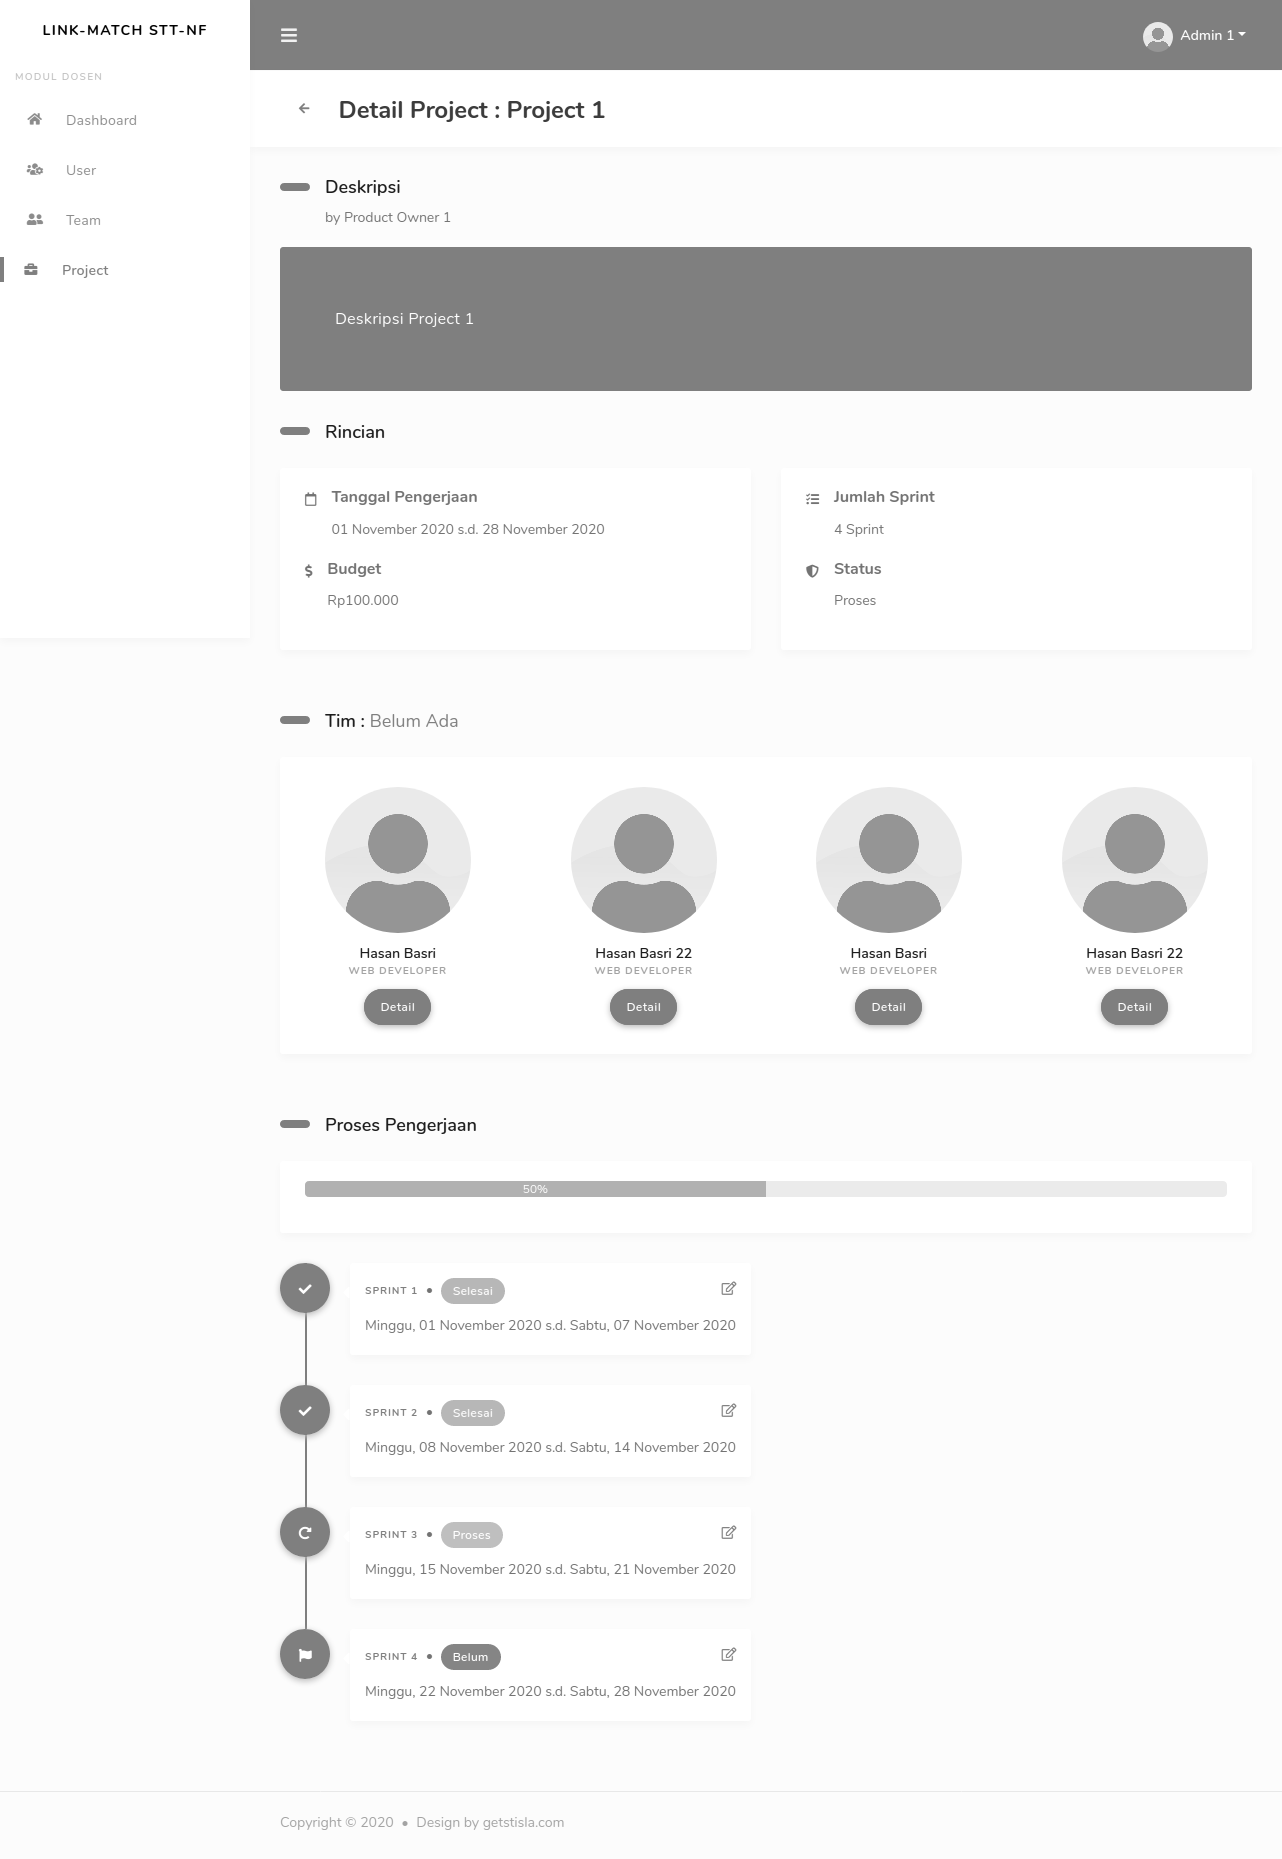 LINK-MATCH STT-NF
MODUL DOSEN
Dashboard
User
Team
Project
Admin 1
Detail Project : Project 1
Deskripsi
by Product Owner 1
Deskripsi Project 1
Rincian
Tanggal Pengerjaan
01 November 2020 s.d. 28 November 2020
Budget
Rp100.000
Jumlah Sprint
4 Sprint
Status
Proses
Tim : Belum Ada
Hasan Basri
WEB DEVELOPER
Detail
Hasan Basri 22
WEB DEVELOPER
Detail
Hasan Basri
WEB DEVELOPER
Detail
Hasan Basri 22
WEB DEVELOPER
Detail
Proses Pengerjaan
50%
SPRINT 1 • Selesai
Minggu, 01 November 2020 s.d. Sabtu, 07 November 2020
SPRINT 2 • Selesai
Minggu, 08 November 2020 s.d. Sabtu, 14 November 2020
SPRINT 3 • Proses
Minggu, 15 November 2020 s.d. Sabtu, 21 November 2020
SPRINT 4 • Belum
Minggu, 22 November 2020 s.d. Sabtu, 28 November 2020
Copyright © 2020 • Design by getstisla.com